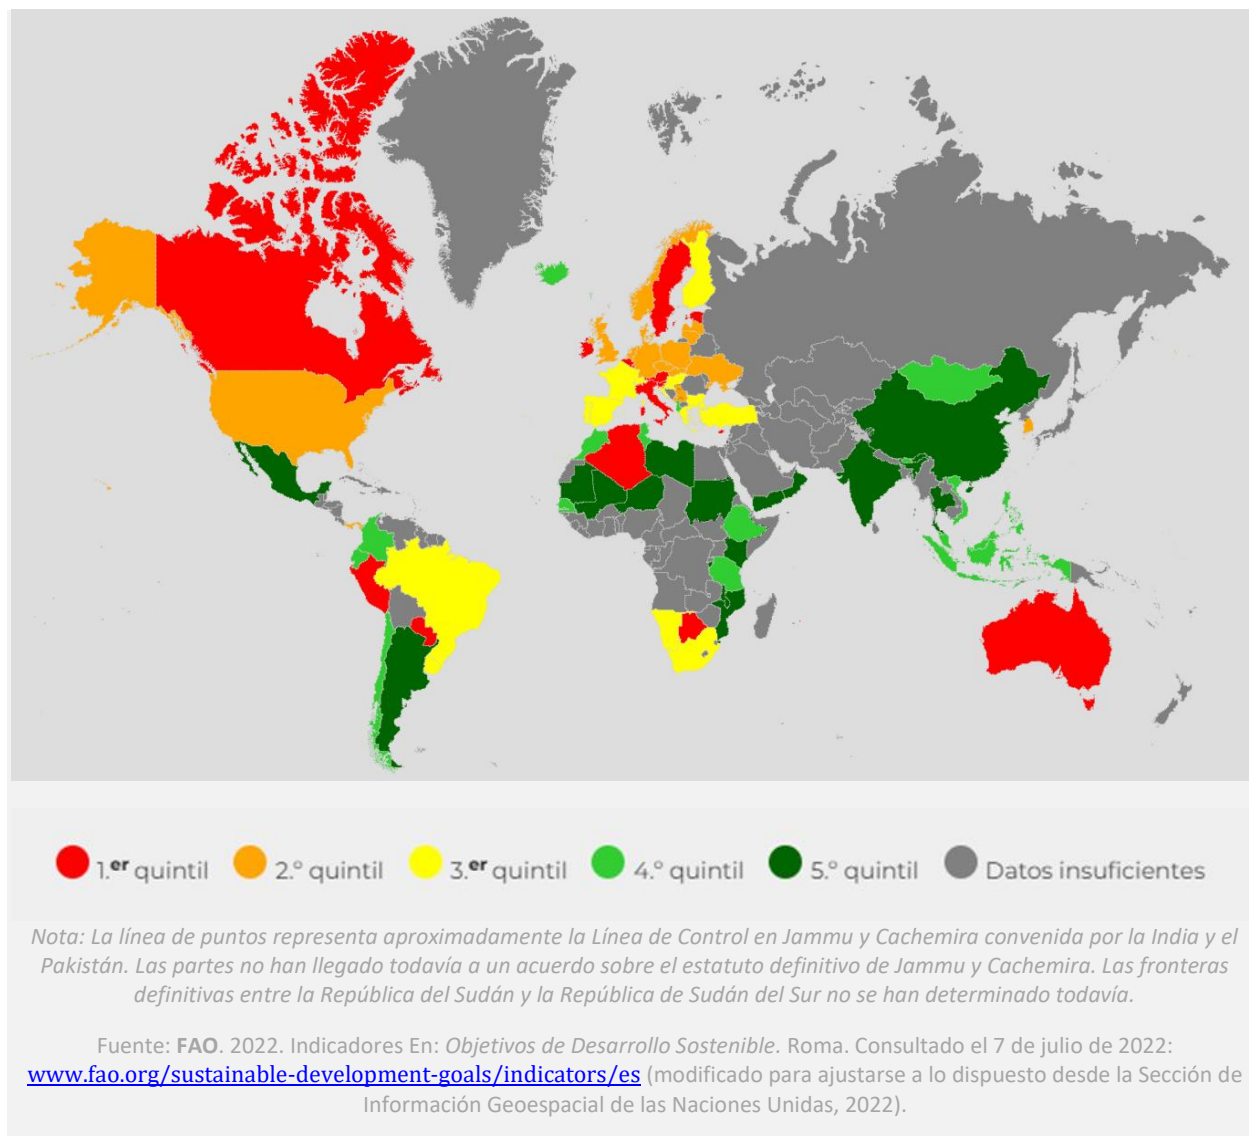 1.er quintil 2.º quintil 3.er quintil 4.º quintil 5.º quintil Datos insuficientes
Nota: La línea de puntos representa aproximadamente la Línea de Control en Jammu y Cachemira convenida por la India y el
Pakistán. Las partes no han llegado todavía a un acuerdo sobre el estatuto definitivo de Jammu y Cachemira. Las fronteras
definitivas entre la República del Sudán y la República de Sudán del Sur no se han determinado todavía.
Fuente: FAO. 2022. Indicadores En: Objetivos de Desarrollo Sostenible. Roma. Consultado el 7 de julio de 2022:
www.fao.org/sustainable-development-goals/indicators/es (modificado para ajustarse a lo dispuesto desde la Sección de
Información Geoespacial de las Naciones Unidas, 2022).